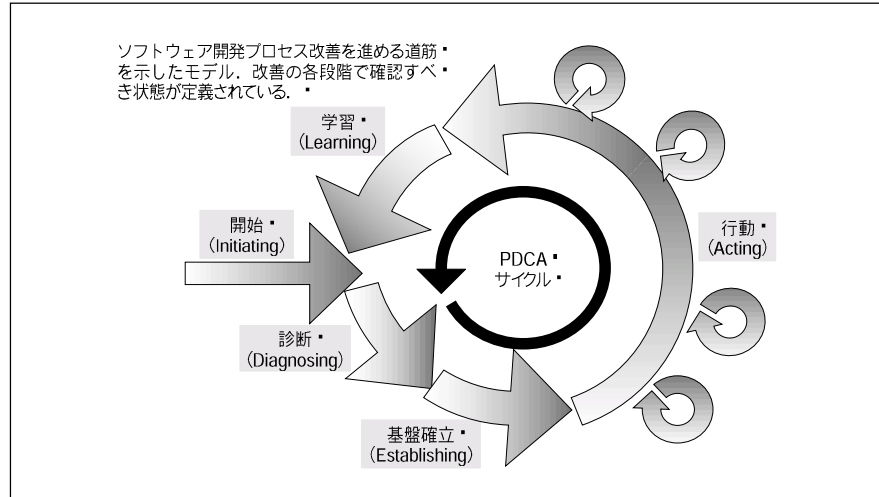 ソフトウェア開発プロセス改善を進める道筋
を示したモデル．改善の各段階で確認すべ
き状態が定義されている．
学習
(Learning)
開始
(Initiating)
行動
(Acting)
PDCA
サイクル
診断
(Diagnosing)
基盤確立
(Establishing)